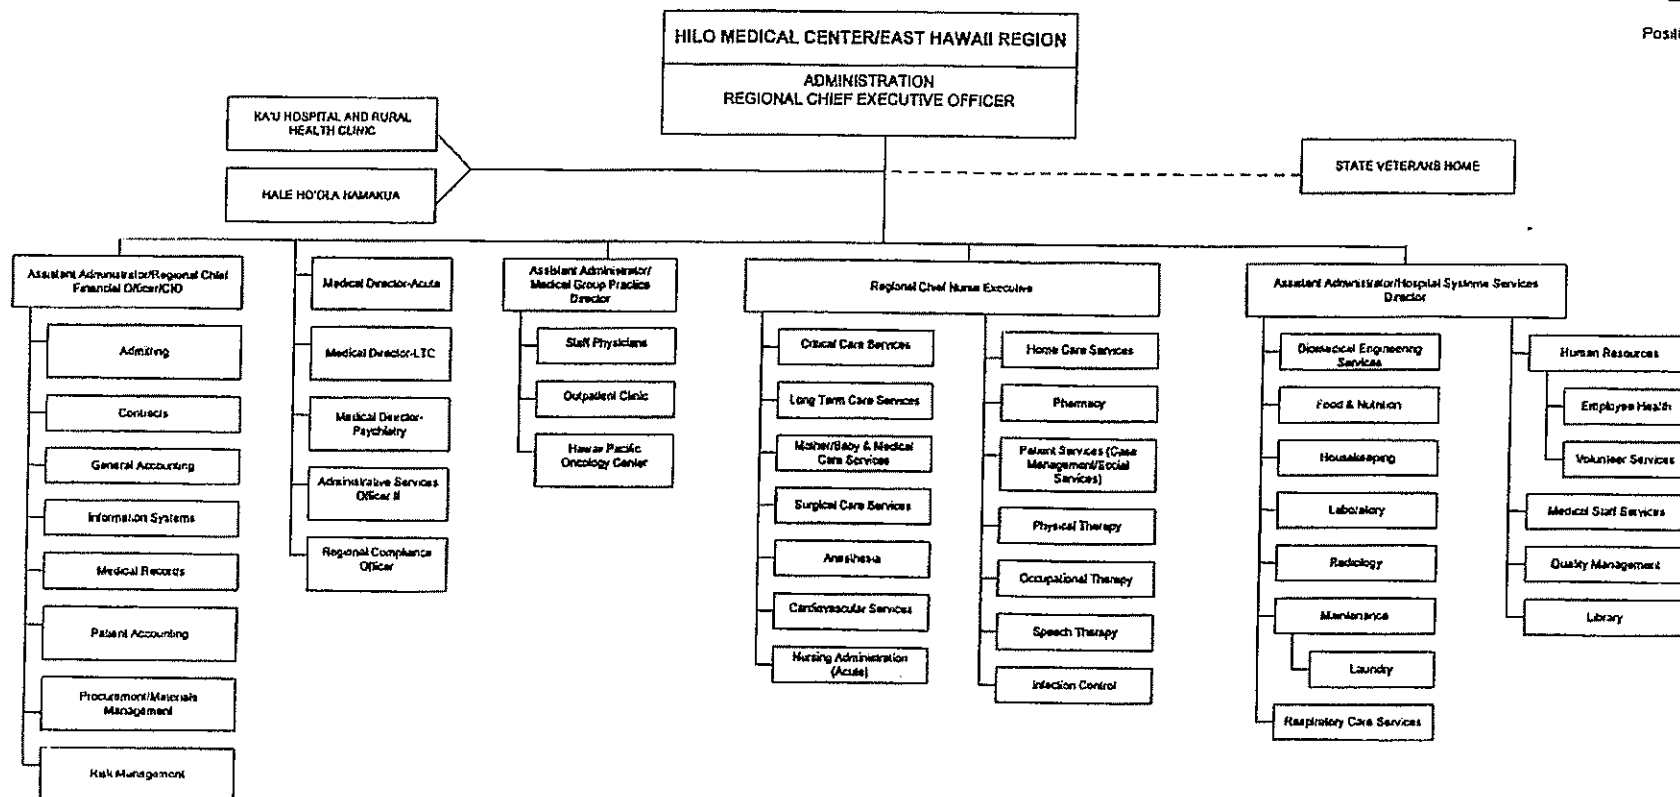 Positi
HILO MEDICAL CENTER/EAST HAWAII REGION
ADMINISTRATION
REGIONAL CHIEF EXECUTIVE OFFICER
KA'U HOSPITAL AND RURAL
HEALTH CLINIC
HALE HO'OLA HAMAKUA
STATE VETERANS HOME
Assistant Administrator/Regional Chief
Financial Officer/CIO
Admitting
Contracts
General Accounting
Information Systems
Medical Records
Patient Accounting
Procurement/Materials
Management
Risk Management
Medical Director-Acute
Medical Director-LTC
Medical Director-
Psychiatry
Administrative Services
Officer II
Regional Compliance
Officer
Assistant Administrator/
Medical Group Practice
Director
Staff Physicians
Outpatient Clinic
Hawaii Pacific
Oncology Center
Regional Chief Nurse Executive
Critical Care Services
Long Term Care Services
Mother/Baby & Medical
Care Services
Surgical Care Services
Anesthesia
Cardiovascular Services
Nursing Administration
(Acute)
Home Care Services
Pharmacy
Patient Services (Case
Management/Social
Services)
Physical Therapy
Occupational Therapy
Speech Therapy
Infection Control
Assistant Administrator/Hospital Systems Services
Director
Biomedical Engineering
Services
Food & Nutrition
Housekeeping
Laboratory
Radiology
Maintenance
Laundry
Respiratory Care Services
Human Resources
Employee Health
Volunteer Services
Medical Staff Services
Quality Management
Library